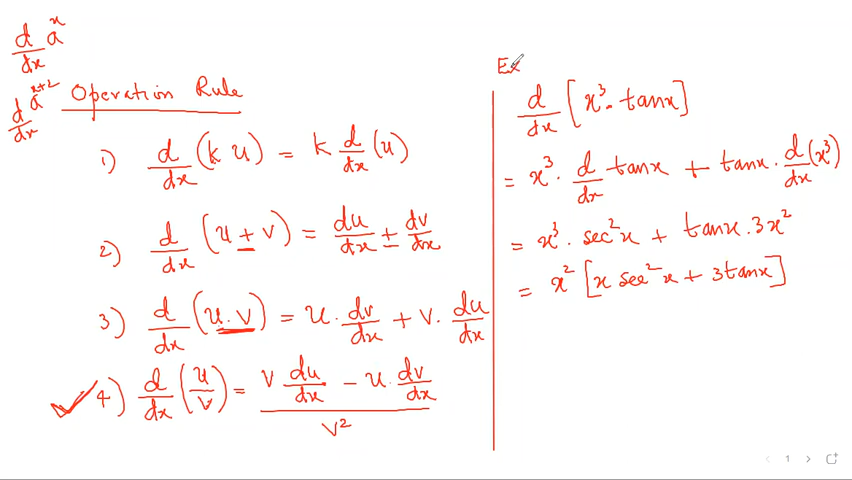 d/dx a^x
d/dx a^(x+2)
Operation Rule
1) d/dx (k u) = k d/dx (u)
2) d/dx (u + v) = du/dx + dv/dx
3) d/dx (u . v) = u . dv/dx + v . du/dx
4) d/dx (u/v) = (v du/dx - u . dv/dx) / v²
Ex
d/dx [x³ . tanx]
= x³ . d/dx tanx + tanx . d/dx (x³)
= x³ . sec²x + tanx . 3x²
= x² [x sec²x + 3tanx]
1